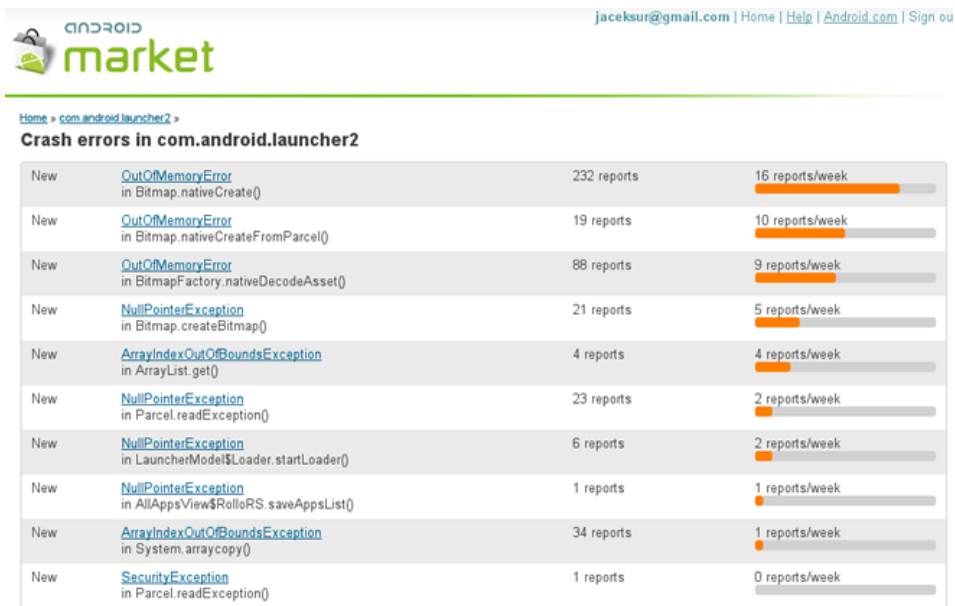 jaceksur@gmail.com | Home | Help | Android.com | Sign ou
android
market
Home » com.android.launcher2 »
Crash errors in com.android.launcher2
New OutOfMemoryError 232 reports 16 reports/week
in Bitmap.nativeCreate()
New OutOfMemoryError 19 reports 10 reports/week
in Bitmap.nativeCreateFromParcel()
New OutOfMemoryError 88 reports 9 reports/week
in BitmapFactory.nativeDecodeAsset()
New NullPointerException 21 reports 5 reports/week
in Bitmap.createBitmap()
New ArrayIndexOutOfBoundsException 4 reports 4 reports/week
in ArrayList.get()
New NullPointerException 23 reports 2 reports/week
in Parcel.readException()
New NullPointerException 6 reports 2 reports/week
in LauncherModel$Loader.startLoader()
New NullPointerException 1 reports 1 reports/week
in AllAppsView$RolloRS.saveAppsList()
New ArrayIndexOutOfBoundsException 34 reports 1 reports/week
in System.arraycopy()
New SecurityException 1 reports 0 reports/week
in Parcel.readException()